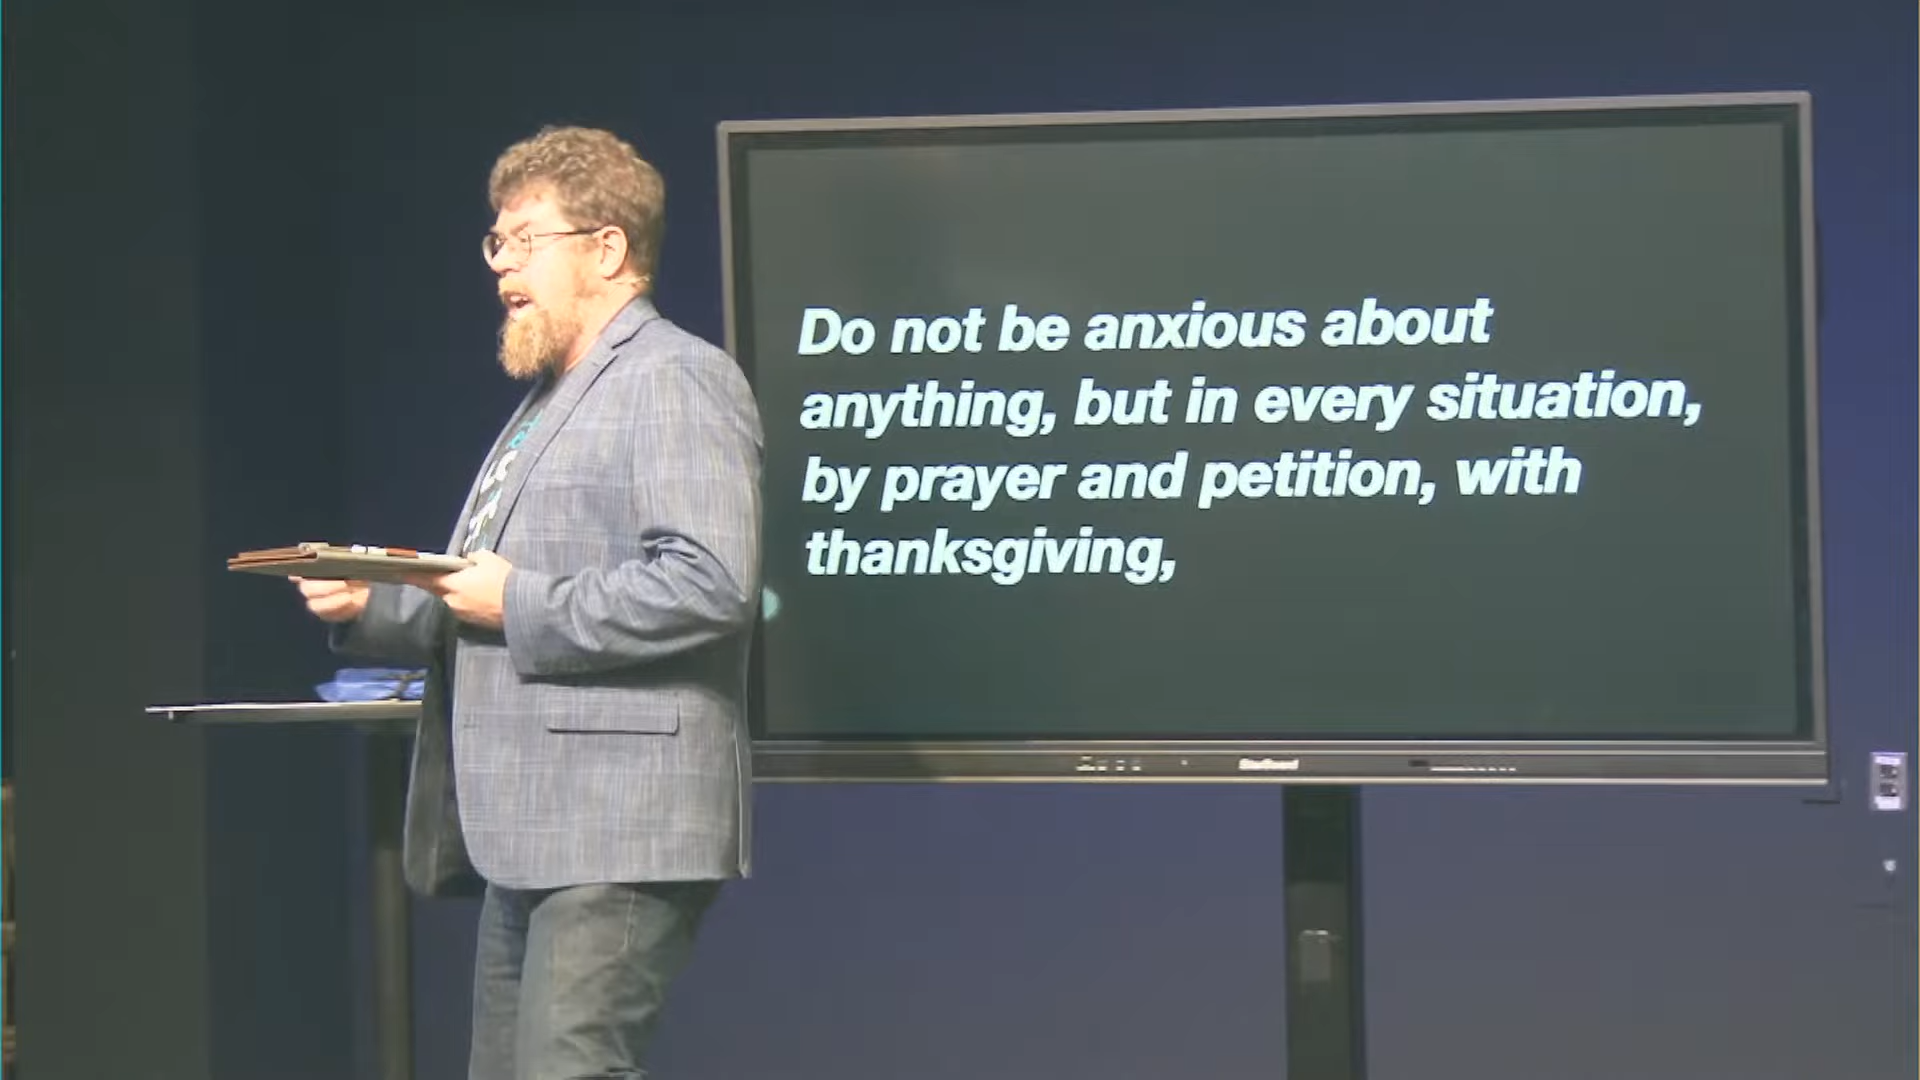 Do not be anxious about
anything, but in every situation,
by prayer and petition, with
thanksgiving,